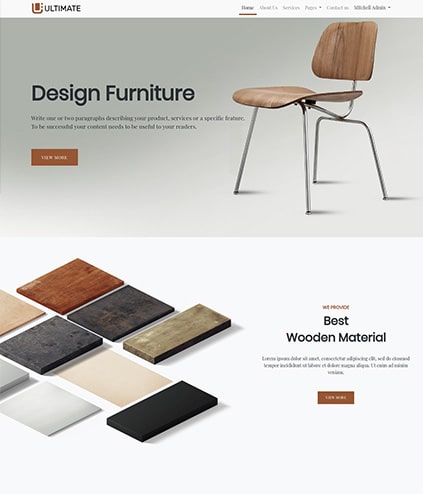 ULTIMATE
Home About Us Services Pages Contact us Mitchell Admin
Design Furniture
Write one or two paragraphs describing your product, services or a specific feature.
To be successful your content needs to be useful to your readers.
VIEW MORE
WE PROVIDE
Best
Wooden Material
Lorem ipsum dolor sit amet, consectetur adipiscing elit, sed do eiusmod
tempor incididunt ut labore et dolore magna aliqua. Ut enim ad minim
veniam.
VIEW MORE